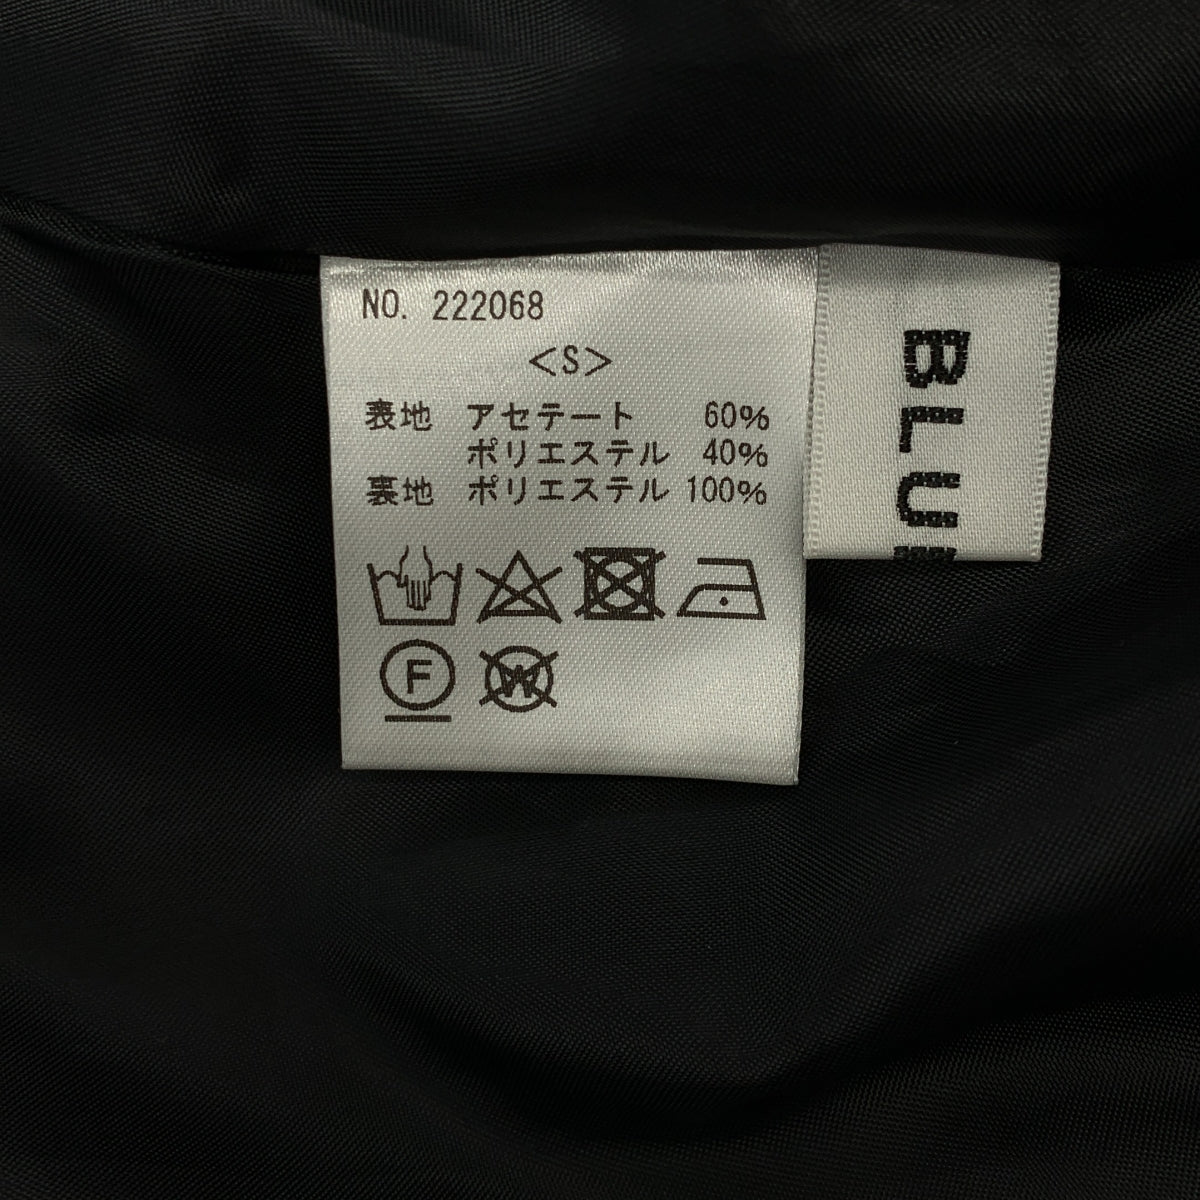 NO. 222068
<S>
表地 アセテート 60%
ポリエステル 40%
裏地 ポリエステル 100%
F
W
BLU